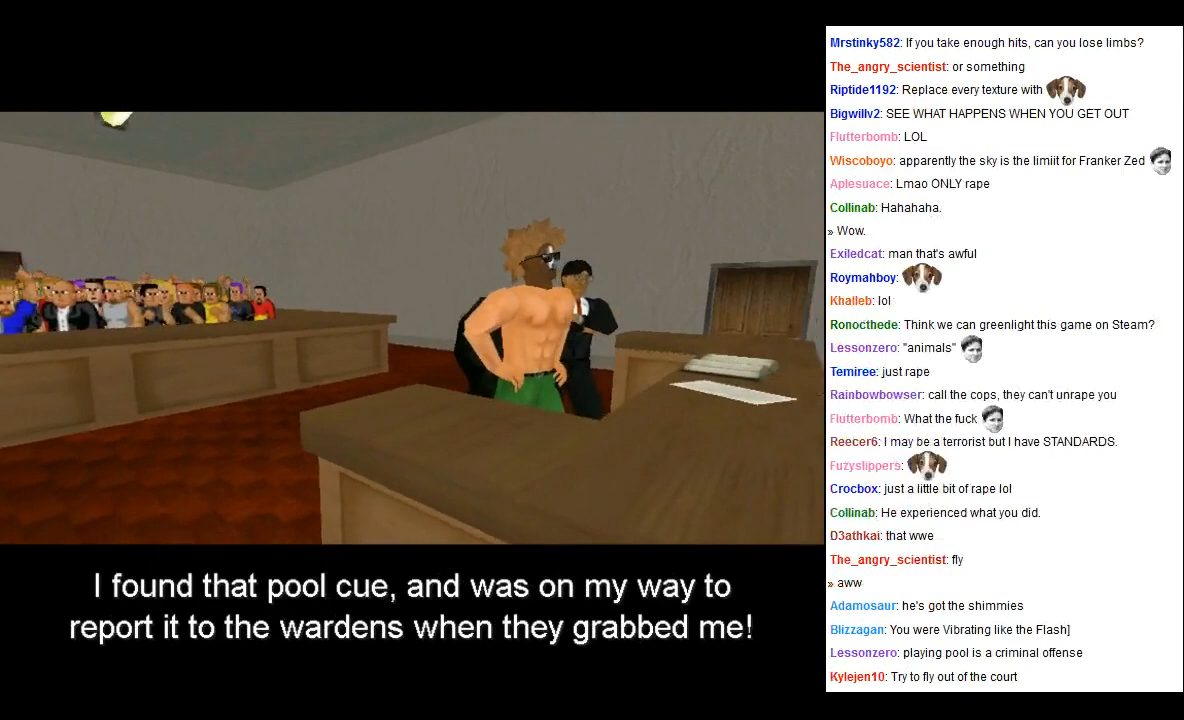 I found that pool cue, and was on my way to
report it to the wardens when they grabbed me!
Mrstinky582: If you take enough hits, can you lose limbs?
The_angry_scientist: or something
Riptide1192: Replace every texture with
Bigwillv2: SEE WHAT HAPPENS WHEN YOU GET OUT
Flutterbomb: LOL
Wiscoboyo: apparently the sky is the limiit for Franker Zed
Aplesuace: Lmao ONLY rape
Collinab: Hahahaha.
» Wow.
Exiledcat: man that's awful
Roymahboy:
Khalleb: lol
Ronocthede: Think we can greenlight this game on Steam?
Lessonzero: "animals"
Temiree: just rape
Rainbowbowser: call the cops, they can't unrape you
Flutterbomb: What the fuck
Reecer6: I may be a terrorist but I have STANDARDS.
Fuzyslippers:
Crocbox: just a little bit of rape lol
Collinab: He experienced what you did.
D3athkai: that wwe
The_angry_scientist: fly
» aww
Adamosaur: he's got the shimmies
Blizzagan: You were Vibrating like the Flash]
Lessonzero: playing pool is a criminal offense
Kylejen10: Try to fly out of the court